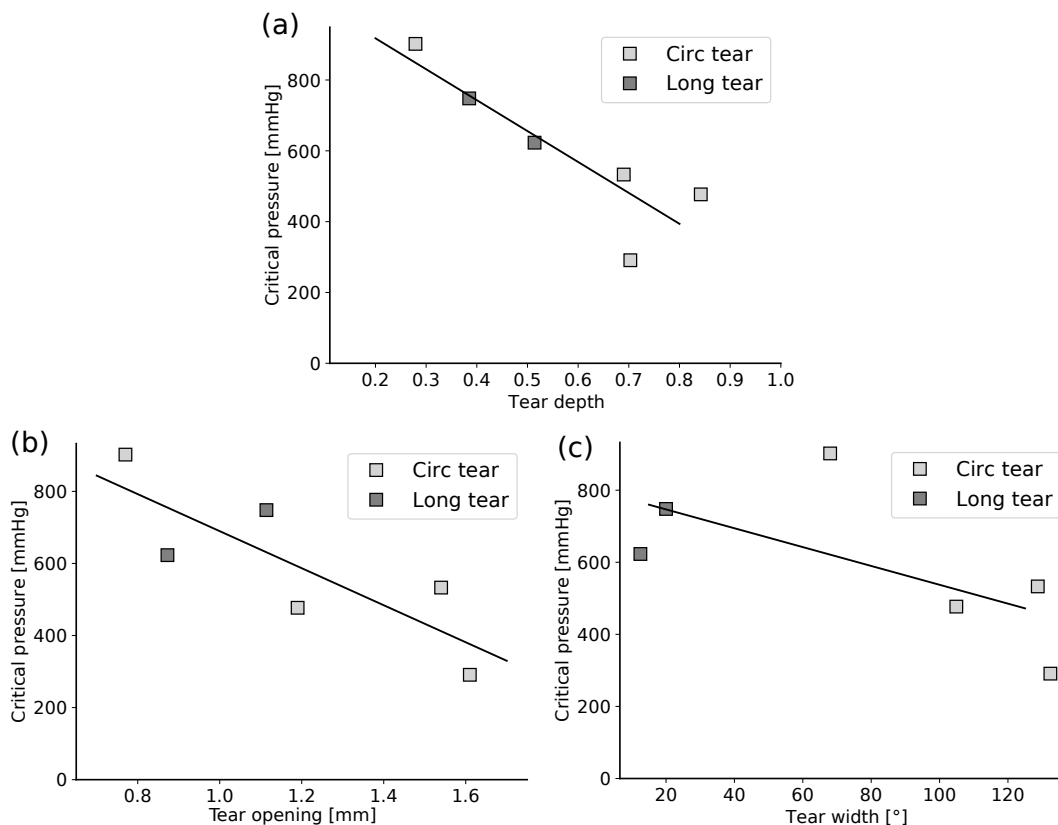 (a)
Circ tear
Long tear
Critical pressure [mmHg]
800
600
400
200
0
0.2 0.3 0.4 0.5 0.6 0.7 0.8 0.9 1.0
Tear depth
(b)
Circ tear
Long tear
Critical pressure [mmHg]
800
600
400
200
0
0.8 1.0 1.2 1.4 1.6
Tear opening [mm]
(c)
Circ tear
Long tear
Critical pressure [mmHg]
800
600
400
200
0
20 40 60 80 100 120
Tear width [°]